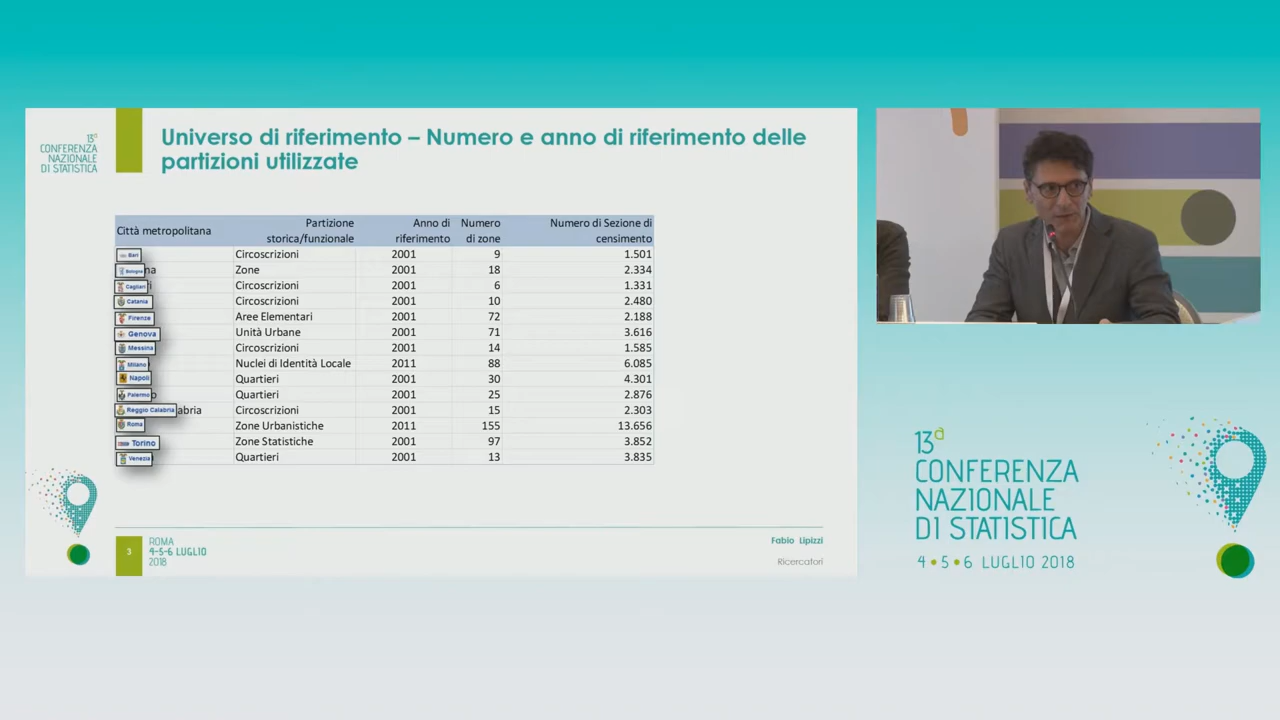 13ª
CONFERENZA
NAZIONALE
DI STATISTICA
Universo di riferimento – Numero e anno di riferimento delle
partizioni utilizzate
Città metropolitana Partizione storica/funzionale Anno di riferimento Numero di zone Numero di Sezione di censimento
Bari Circoscrizioni 2001 9 1.501
Bologna na Zone 2001 18 2.334
Cagliari Circoscrizioni 2001 6 1.331
Catania Circoscrizioni 2001 10 2.480
Firenze Aree Elementari 2001 72 2.188
Genova Unità Urbane 2001 71 3.616
Messina Circoscrizioni 2001 14 1.585
Milano Nuclei di Identità Locale 2011 88 6.085
Napoli Quartieri 2001 30 4.301
Palermo Quartieri 2001 25 2.876
Reggio Calabria abria Circoscrizioni 2001 15 2.303
Roma Zone Urbanistiche 2011 155 13.656
Torino Zone Statistiche 2001 97 3.852
Venezia Quartieri 2001 13 3.835
3
ROMA
4-5-6 LUGLIO
2018
Fabio Lipizzi
Ricercatori
13ª
CONFERENZA
NAZIONALE
DI STATISTICA
4 • 5 • 6 LUGLIO 2018